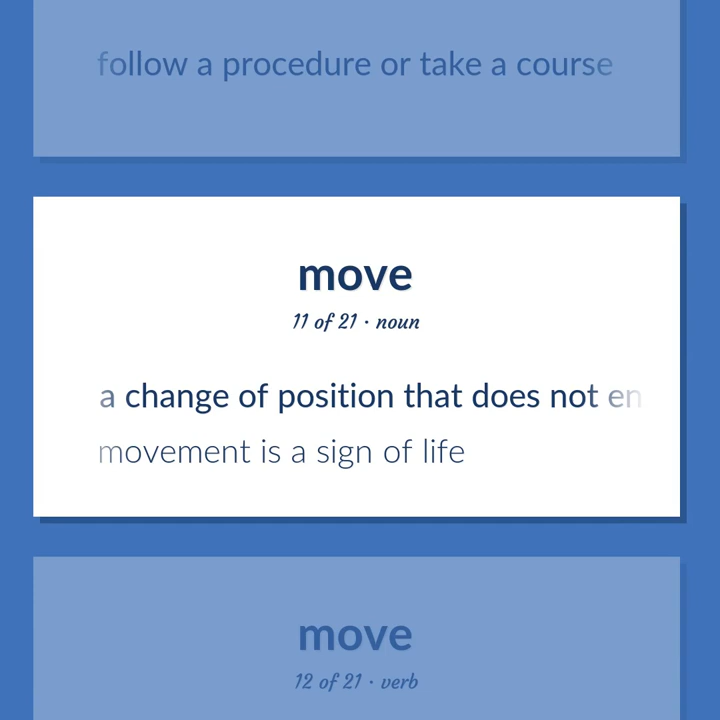 follow a procedure or take a course
move
11 of 21 · noun
a change of position that does not en
movement is a sign of life
move
12 of 21 · verb